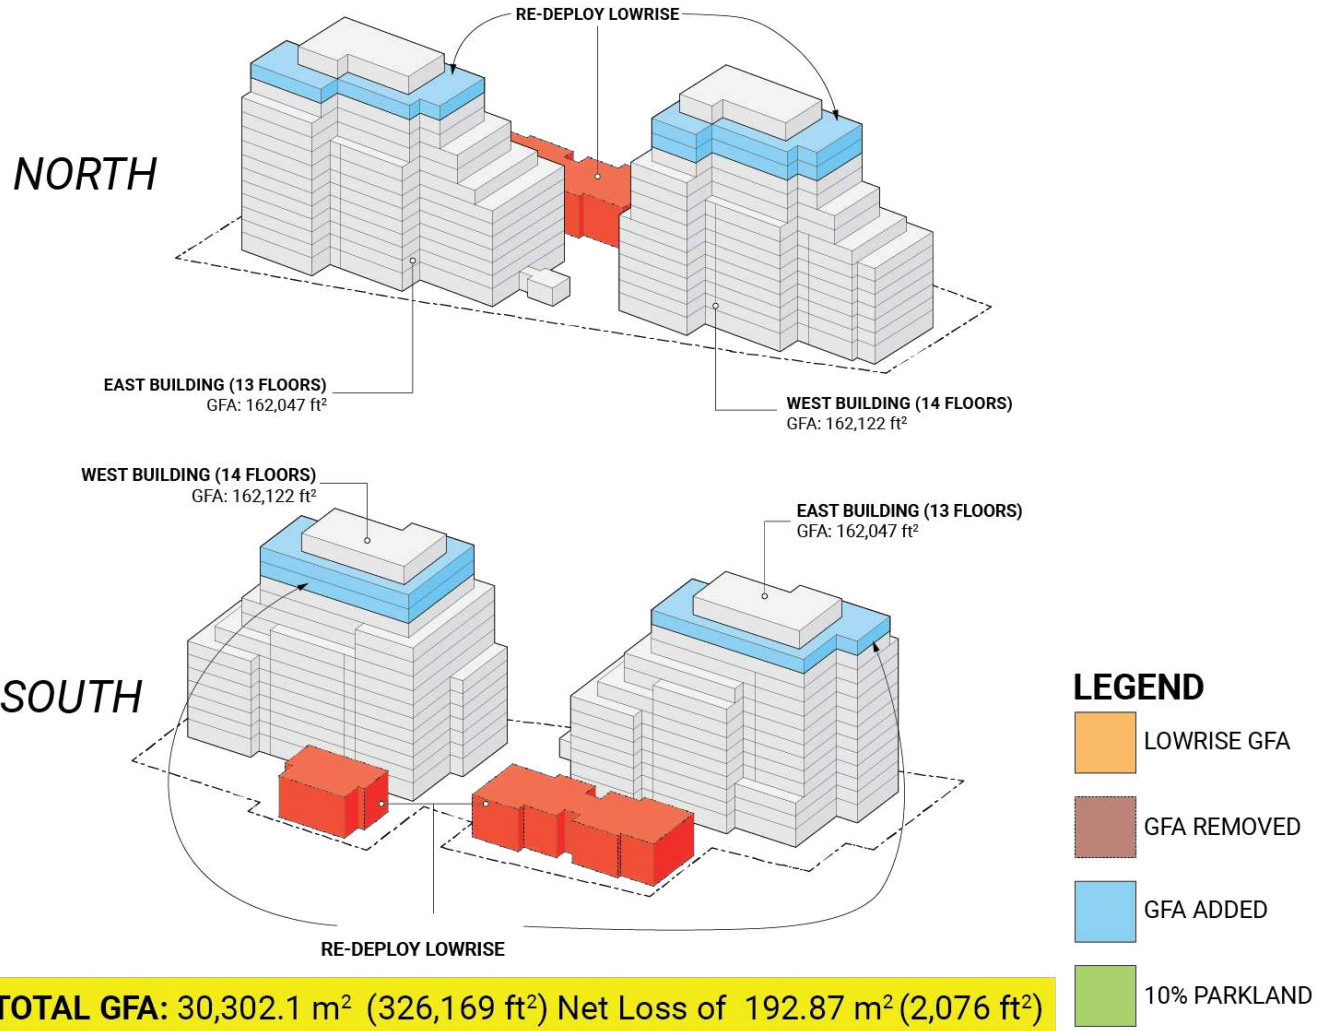 RE-DEPLOY LOWRISE
NORTH
EAST BUILDING (13 FLOORS)
GFA: 162,047 ft²
WEST BUILDING (14 FLOORS)
GFA: 162,122 ft²
WEST BUILDING (14 FLOORS)
GFA: 162,122 ft²
EAST BUILDING (13 FLOORS)
GFA: 162,047 ft²
SOUTH
RE-DEPLOY LOWRISE
LEGEND
LOWRISE GFA
GFA REMOVED
GFA ADDED
10% PARKLAND
TOTAL GFA: 30,302.1 m² (326,169 ft²) Net Loss of 192.87 m² (2,076 ft²)